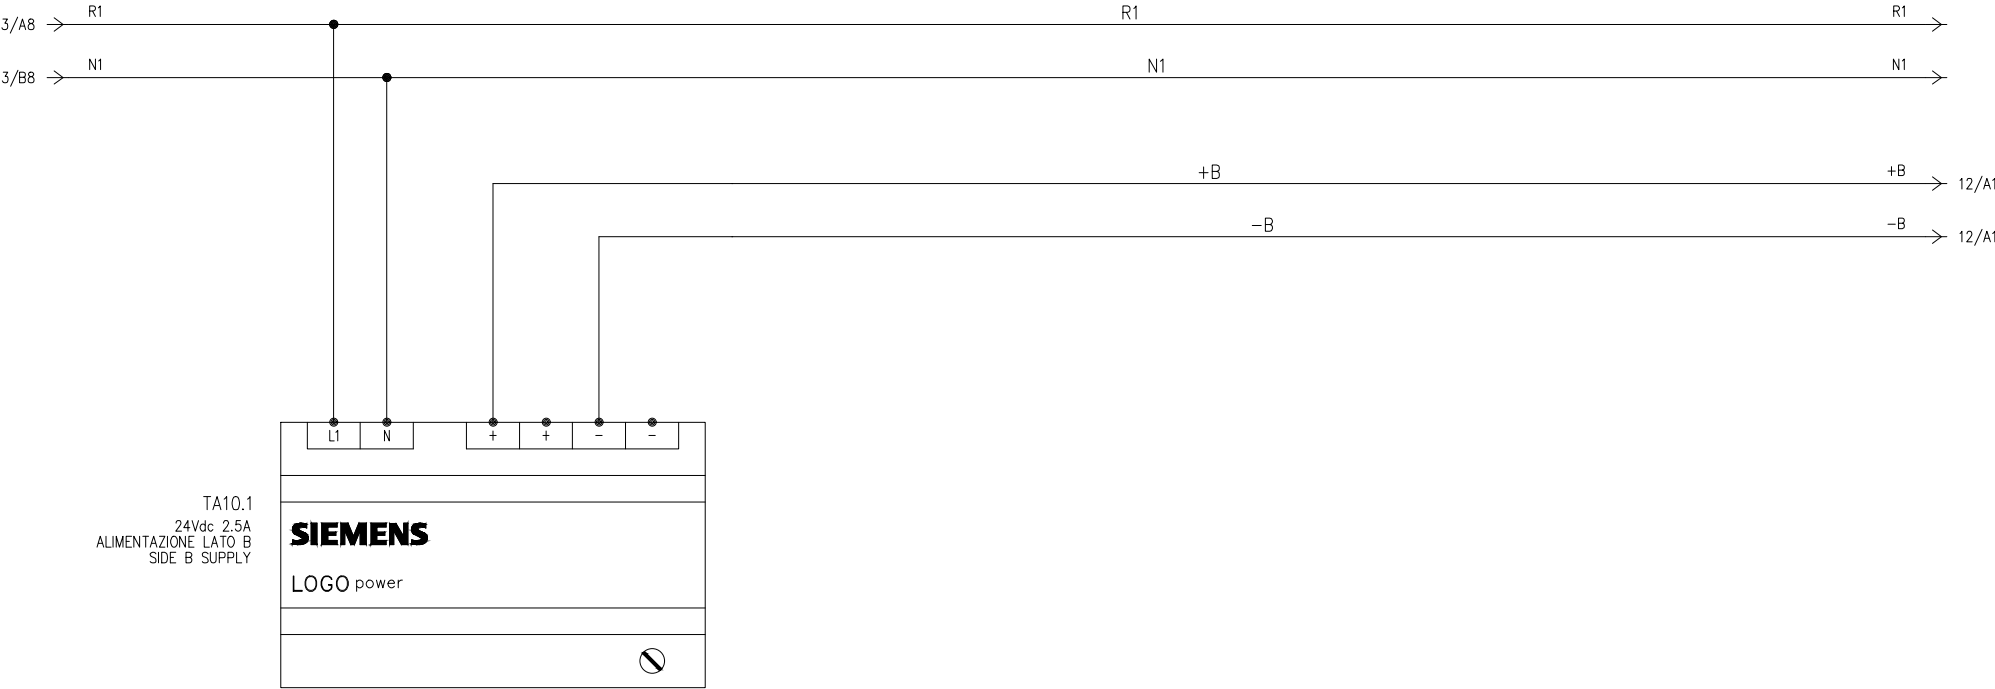 3/A8 R1 R1 R1
3/B8 N1 N1 N1
+B +B 12/A1
-B -B 12/A1
L1 N + + - -
TA10.1
24Vdc 2.5A
ALIMENTAZIONE LATO B
SIDE B SUPPLY
SIEMENS
LOGO power